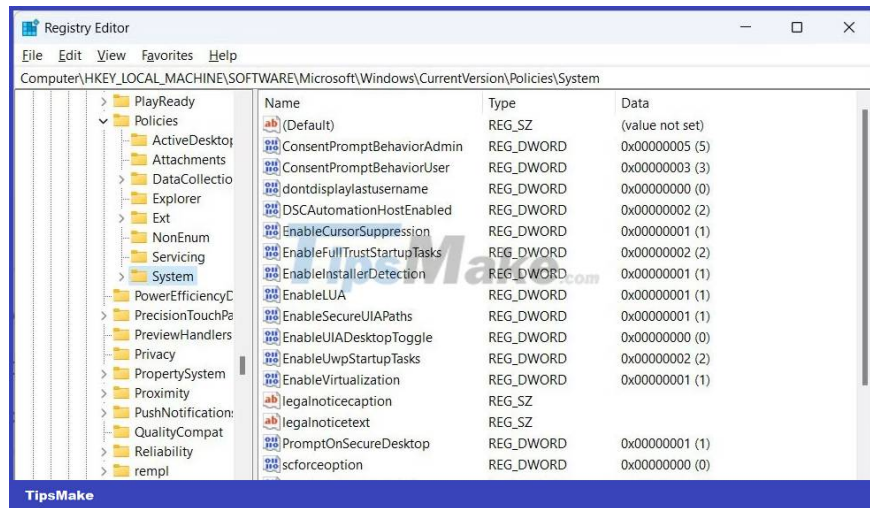 Registry Editor
File Edit View Favorites Help
Computer\HKEY_LOCAL_MACHINE\SOFTWARE\Microsoft\Windows\CurrentVersion\Policies\System
PlayReady
Policies
ActiveDesktop
Attachments
DataCollectio
Explorer
Ext
NonEnum
Servicing
System
PowerEfficiencyD
PrecisionTouchPa
PreviewHandlers
Privacy
PropertySystem
Proximity
PushNotification
QualityCompat
Reliability
rempl
Name Type Data
(Default) REG_SZ (value not set)
ConsentPromptBehaviorAdmin REG_DWORD 0x00000005 (5)
ConsentPromptBehaviorUser REG_DWORD 0x00000003 (3)
dontdisplaylastusername REG_DWORD 0x00000000 (0)
DSCAutomationHostEnabled REG_DWORD 0x00000002 (2)
EnableCursorSuppression REG_DWORD 0x00000001 (1)
EnableFullTrustStartupTasks REG_DWORD 0x00000002 (2)
EnableInstallerDetection REG_DWORD 0x00000001 (1)
EnableLUA REG_DWORD 0x00000001 (1)
EnableSecureUIAPaths REG_DWORD 0x00000001 (1)
EnableUIADesktopToggle REG_DWORD 0x00000000 (0)
EnableUwpStartupTasks REG_DWORD 0x00000002 (2)
EnableVirtualization REG_DWORD 0x00000001 (1)
legalnoticecaption REG_SZ
legalnoticetext REG_SZ
PromptOnSecureDesktop REG_DWORD 0x00000001 (1)
scforceoption REG_DWORD 0x00000000 (0)
TipsMake.com
TipsMake